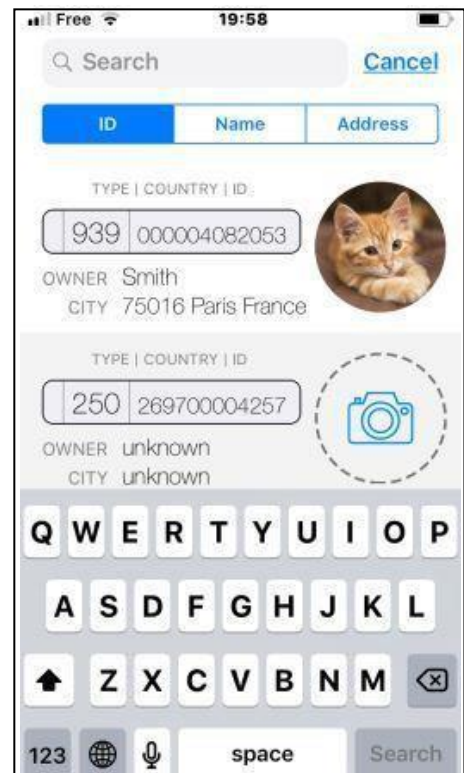 Free 19:58
Search Cancel
ID Name Address
TYPE | COUNTRY | ID
939 000004082053
OWNER Smith
CITY 75016 Paris France
TYPE | COUNTRY | ID
250 269700004257
OWNER unknown
CITY unknown
Q W E R T Y U I O P
A S D F G H J K L
Z X C V B N M
123 space Search